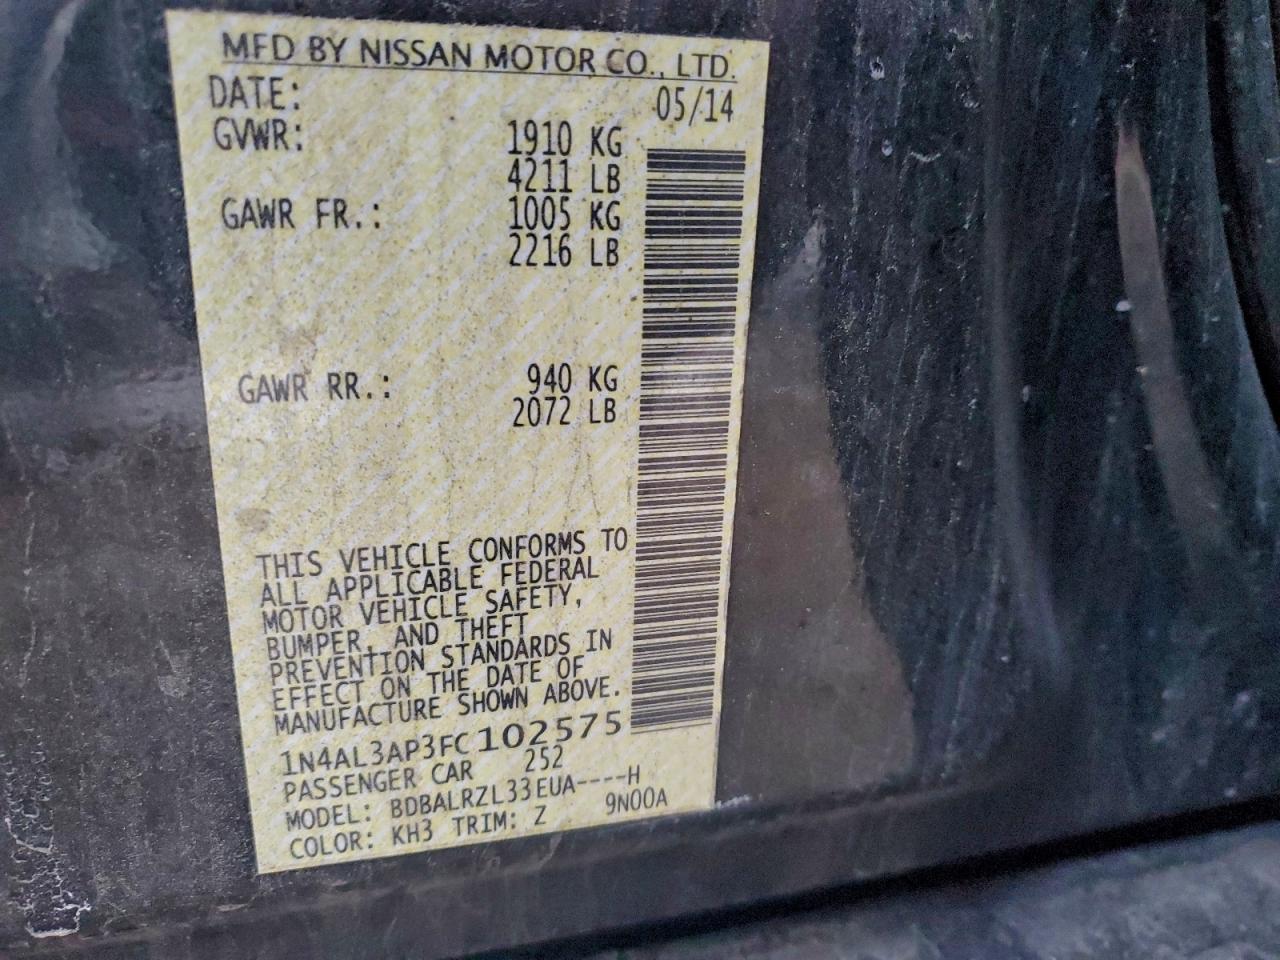 MFD BY NISSAN MOTOR CO., LTD.
DATE: 05/14
GVWR: 1910 KG
4211 LB
GAWR FR.: 1005 KG
2216 LB
GAWR RR.: 940 KG
2072 LB
THIS VEHICLE CONFORMS TO
ALL APPLICABLE FEDERAL
MOTOR VEHICLE SAFETY,
BUMPER, AND THEFT
PREVENTION STANDARDS IN
EFFECT ON THE DATE OF
MANUFACTURE SHOWN ABOVE.
1N4AL3AP3FC102575
PASSENGER CAR 252
MODEL: BDBALRZL33EUA----H
COLOR: KH3 TRIM: Z 9N00A